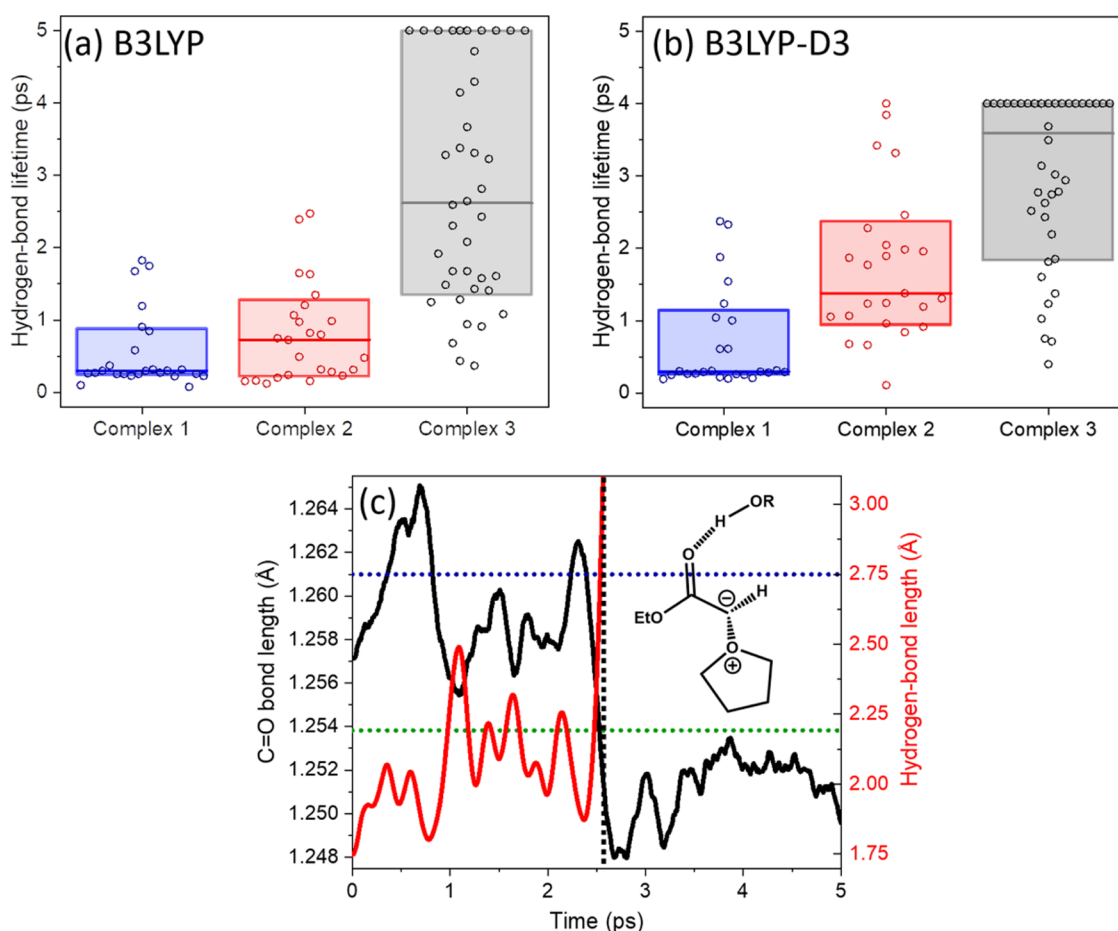 (a) B3LYP
Hydrogen-bond lifetime (ps)
5
4
3
2
1
0
Complex 1
Complex 2
Complex 3
(b) B3LYP-D3
Hydrogen-bond lifetime (ps)
5
4
3
2
1
0
Complex 1
Complex 2
Complex 3
(c)
C=O bond length (Å)
1.264
1.262
1.260
1.258
1.256
1.254
1.252
1.250
1.248
H
OR
O
EtO
−
H
O
+
3.00
2.75
2.50
2.25
2.00
1.75
Hydrogen-bond length (Å)
0
1
2
3
4
5
Time (ps)